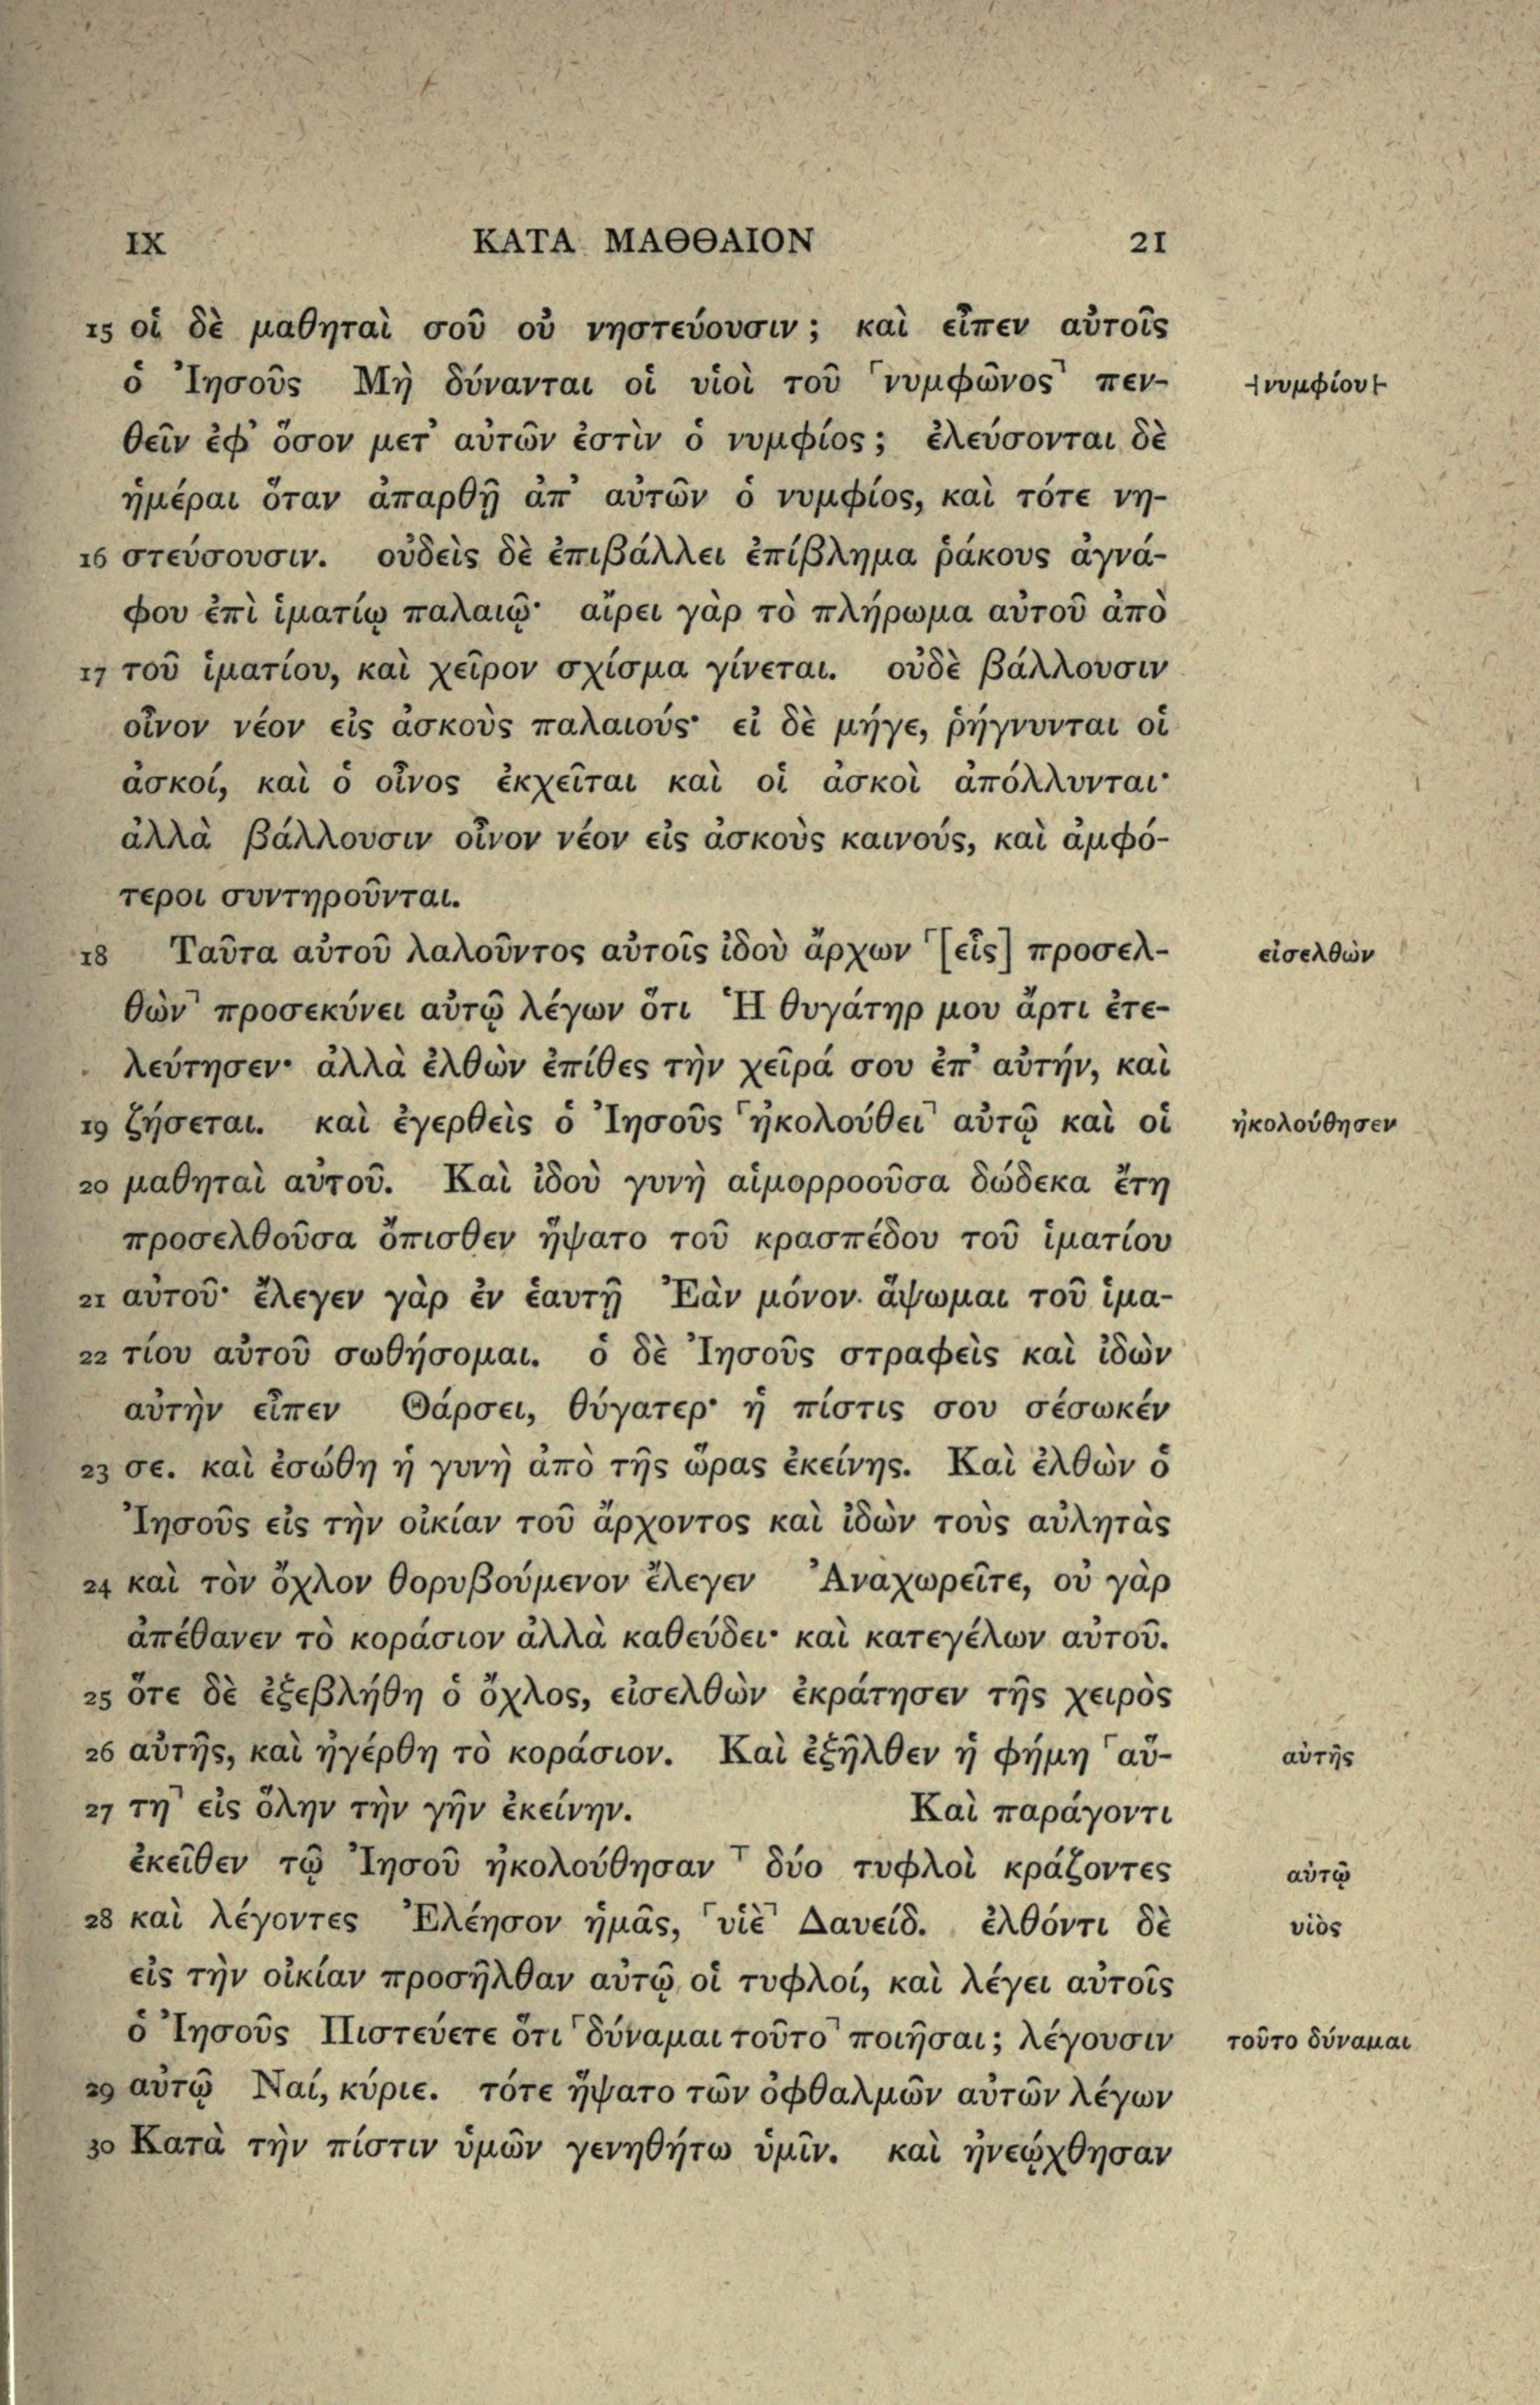 IX ΚΑΤΑ ΜΑΘΘΑΙΟΝ 21
15 οἱ δὲ μαθηταὶ σοῦ οὐ νηστεύουσιν; καὶ εἶπεν αὐτοῖς
ὁ Ἰησοῦς Μὴ δύνανται οἱ υἱοὶ τοῦ ⸢νυμφῶνος⸣ πεν- ⊣νυμφίου⊢
θεῖν ἐφ᾽ ὅσον μετ᾽ αὐτῶν ἐστὶν ὁ νυμφίος; ἐλεύσονται δὲ
ἡμέραι ὅταν ἀπαρθῇ ἀπ᾽ αὐτῶν ὁ νυμφίος, καὶ τότε νη-
16 στεύσουσιν. οὐδεὶς δὲ ἐπιβάλλει ἐπίβλημα ῥάκους ἀγνά-
φου ἐπὶ ἱματίῳ παλαιῷ· αἴρει γὰρ τὸ πλήρωμα αὐτοῦ ἀπὸ
17 τοῦ ἱματίου, καὶ χεῖρον σχίσμα γίνεται. οὐδὲ βάλλουσιν
οἶνον νέον εἰς ἀσκοὺς παλαιούς· εἰ δὲ μήγε, ῥήγνυνται οἱ
ἀσκοί, καὶ ὁ οἶνος ἐκχεῖται καὶ οἱ ἀσκοὶ ἀπόλλυνται·
ἀλλὰ βάλλουσιν οἶνον νέον εἰς ἀσκοὺς καινούς, καὶ ἀμφό-
τεροι συντηροῦνται.
18 Ταῦτα αὐτοῦ λαλοῦντος αὐτοῖς ἰδοὺ ἄρχων ⸢[εἷς] προσελ- εἰσελθὼν
θὼν⸣ προσεκύνει αὐτῷ λέγων ὅτι Ἡ θυγάτηρ μου ἄρτι ἐτε-
λεύτησεν· ἀλλὰ ἐλθὼν ἐπίθες τὴν χεῖρά σου ἐπ᾽ αὐτήν, καὶ
19 ζήσεται. καὶ ἐγερθεὶς ὁ Ἰησοῦς ⸢ἠκολούθει⸣ αὐτῷ καὶ οἱ ἠκολούθησεν
20 μαθηταὶ αὐτοῦ. Καὶ ἰδοὺ γυνὴ αἱμορροοῦσα δώδεκα ἔτη
προσελθοῦσα ὄπισθεν ἥψατο τοῦ κρασπέδου τοῦ ἱματίου
21 αὐτοῦ· ἔλεγεν γὰρ ἐν ἑαυτῇ Ἐὰν μόνον ἅψωμαι τοῦ ἱμα-
22 τίου αὐτοῦ σωθήσομαι. ὁ δὲ Ἰησοῦς στραφεὶς καὶ ἰδὼν
αὐτὴν εἶπεν Θάρσει, θύγατερ· ἡ πίστις σου σέσωκέν
23 σε. καὶ ἐσώθη ἡ γυνὴ ἀπὸ τῆς ὥρας ἐκείνης. Καὶ ἐλθὼν ὁ
Ἰησοῦς εἰς τὴν οἰκίαν τοῦ ἄρχοντος καὶ ἰδὼν τοὺς αὐλητὰς
24 καὶ τὸν ὄχλον θορυβούμενον ἔλεγεν Ἀναχωρεῖτε, οὐ γὰρ
ἀπέθανεν τὸ κοράσιον ἀλλὰ καθεύδει· καὶ κατεγέλων αὐτοῦ.
25 ὅτε δὲ ἐξεβλήθη ὁ ὄχλος, εἰσελθὼν ἐκράτησεν τῆς χειρὸς
26 αὐτῆς, καὶ ἠγέρθη τὸ κοράσιον. Καὶ ἐξῆλθεν ἡ φήμη ⸢αὕ- αὐτῆς
27 τη⸣ εἰς ὅλην τὴν γῆν ἐκείνην. Καὶ παράγοντι
ἐκεῖθεν τῷ Ἰησοῦ ἠκολούθησαν ⸆ δύο τυφλοὶ κράζοντες αὐτῷ
28 καὶ λέγοντες Ἐλέησον ἡμᾶς, ⸢υἱὲ⸣ Δαυείδ. ἐλθόντι δὲ υἱὸς
εἰς τὴν οἰκίαν προσῆλθαν αὐτῷ οἱ τυφλοί, καὶ λέγει αὐτοῖς
ὁ Ἰησοῦς Πιστεύετε ὅτι ⸢δύναμαι τοῦτο⸣ ποιῆσαι; λέγουσιν τοῦτο δύναμαι
29 αὐτῷ Ναί, κύριε. τότε ἥψατο τῶν ὀφθαλμῶν αὐτῶν λέγων
30 Κατὰ τὴν πίστιν ὑμῶν γενηθήτω ὑμῖν. καὶ ἠνεῴχθησαν